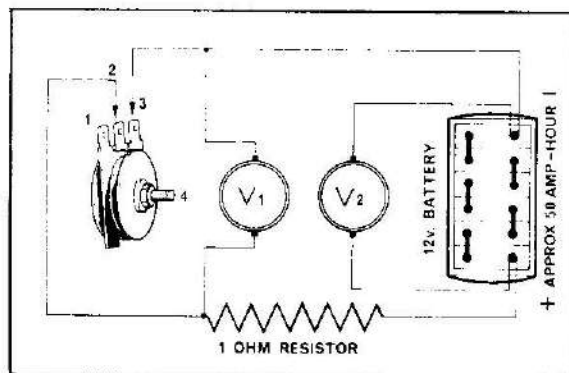 2
3
1
4
V1
V2
12v. BATTERY
+ APPROX 50 AMP-HOUR I
1 OHM RESISTOR